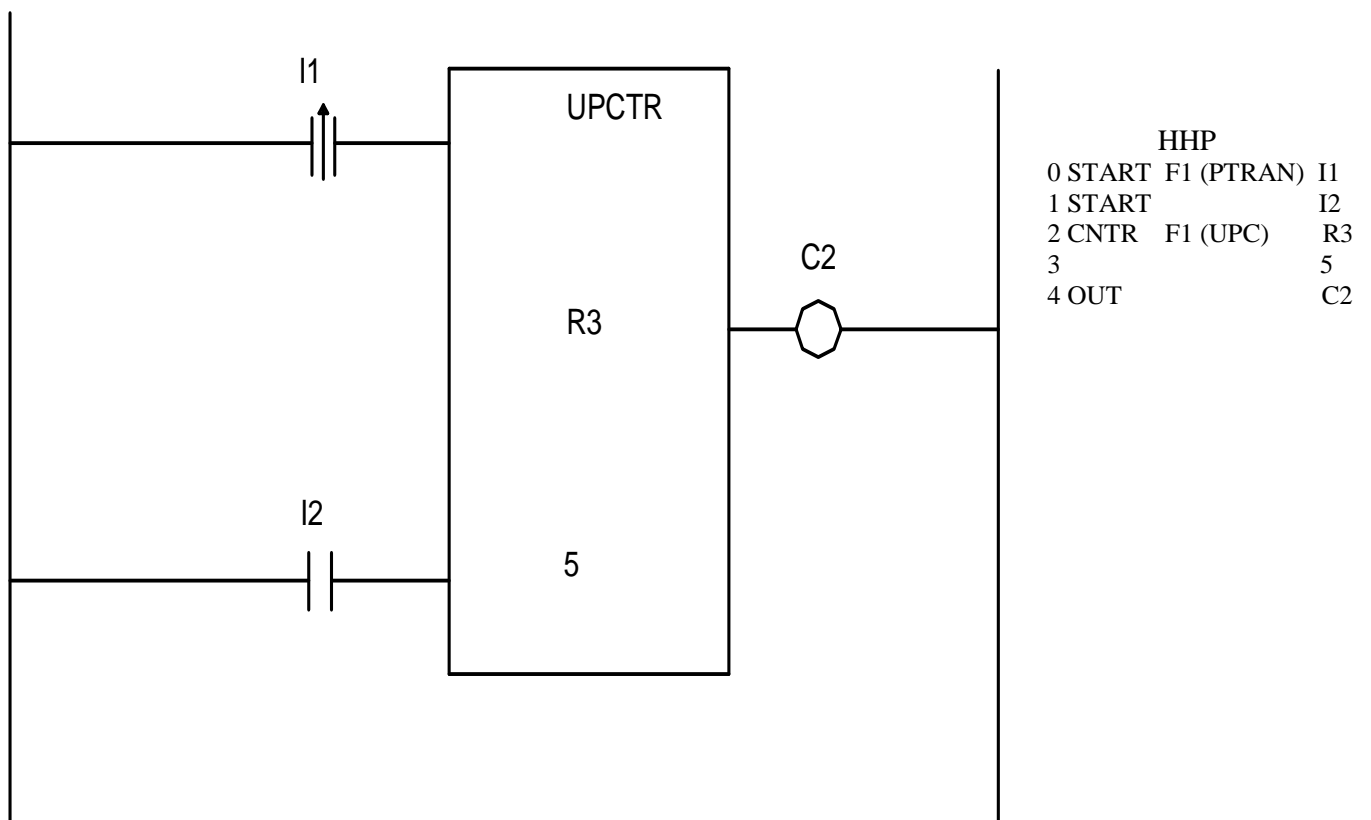 I1
UPCTR
C2
R3
I2
5
HHP
0 START F1 (PTRAN) I1
1 START I2
2 CNTR F1 (UPC) R3
3 5
4 OUT C2